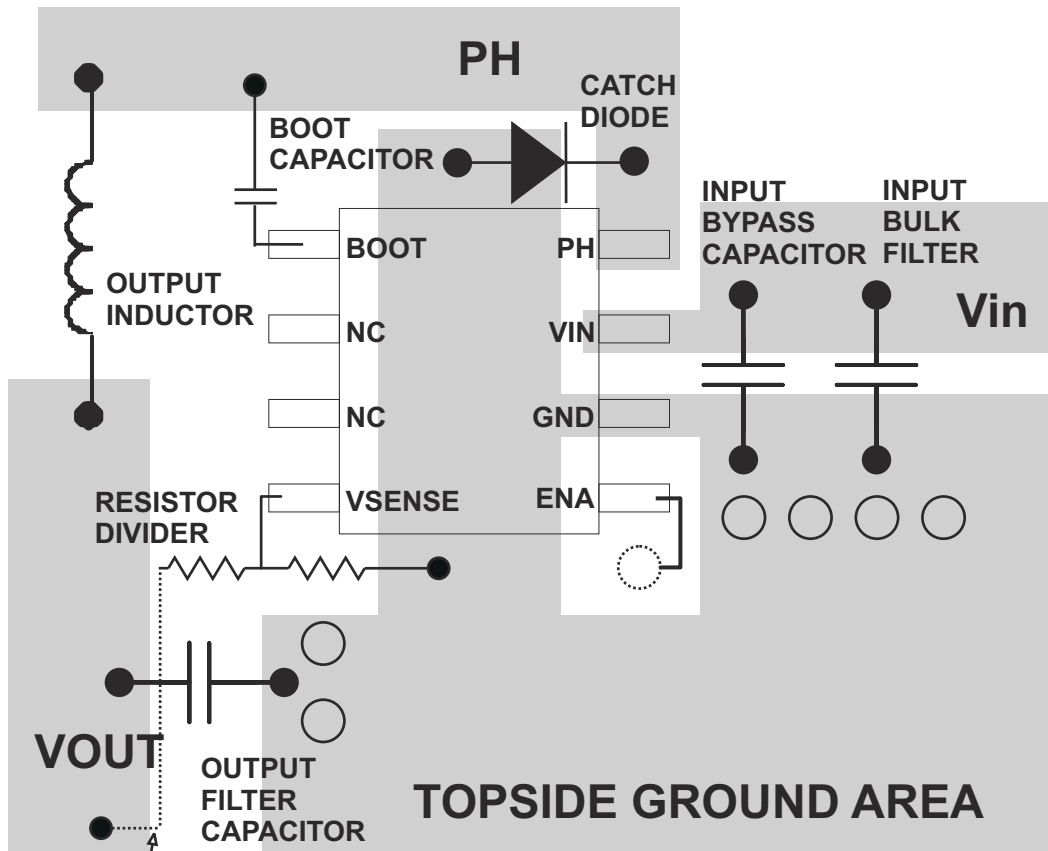 PH
CATCH
DIODE
BOOT
CAPACITOR
INPUT
BYPASS
CAPACITOR
INPUT
BULK
FILTER
BOOT
PH
OUTPUT
INDUCTOR
Vin
NC
VIN
NC
GND
RESISTOR
DIVIDER
VSENSE
ENA
VOUT
OUTPUT
FILTER
CAPACITOR
TOPSIDE GROUND AREA